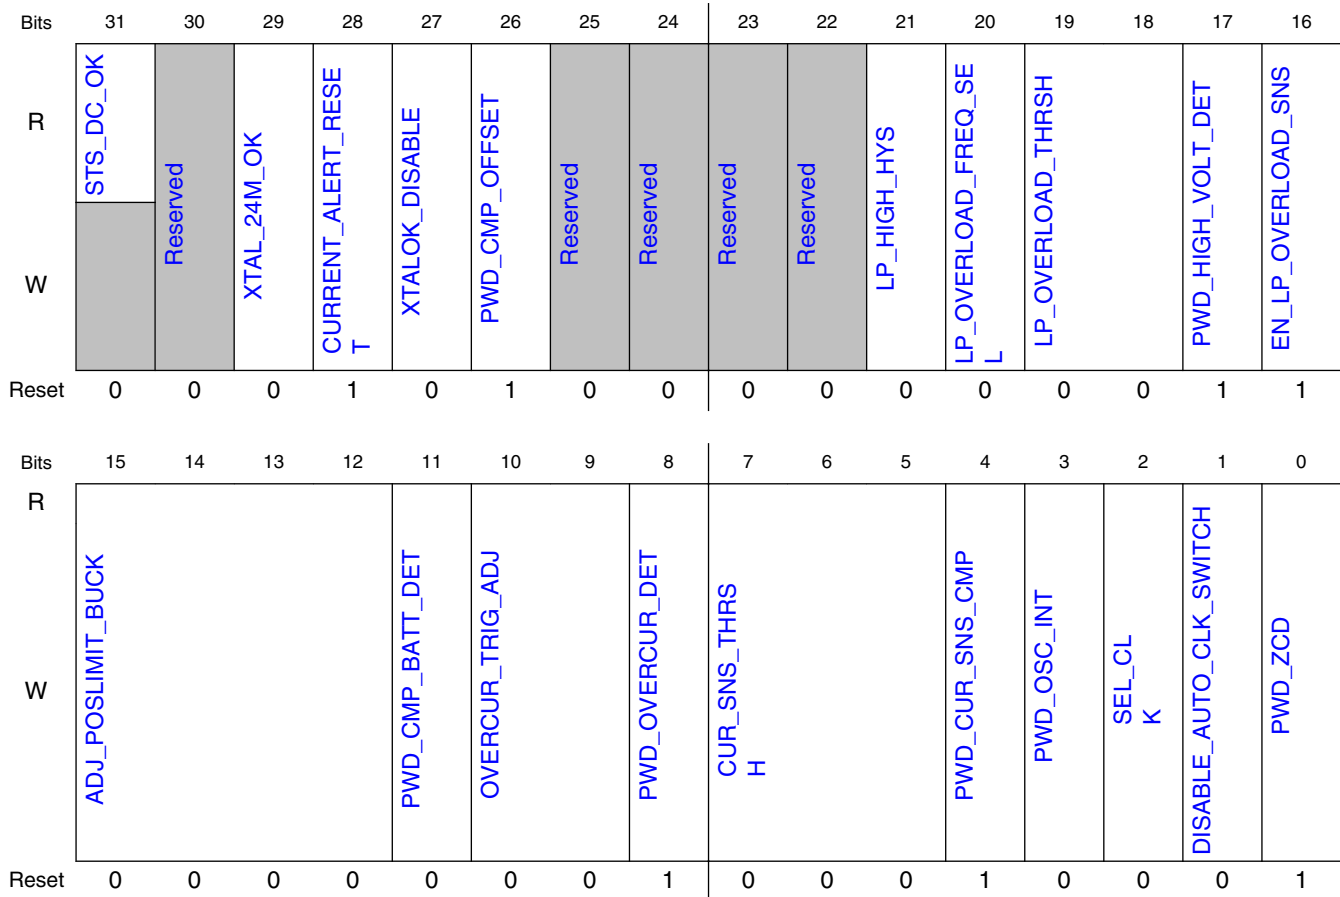 Bits 31 30 29 28 27 26 25 24 23 22 21 20 19 18 17 16
R
W
STS_DC_OK
Reserved
XTAL_24M_OK
CURRENT_ALERT_RESE
T
XTALOK_DISABLE
PWD_CMP_OFFSET
Reserved
Reserved
Reserved
Reserved
LP_HIGH_HYS
LP_OVERLOAD_FREQ_SE
L
LP_OVERLOAD_THRSH
PWD_HIGH_VOLT_DET
EN_LP_OVERLOAD_SNS
Reset 0 0 0 1 0 1 0 0 0 0 0 0 0 0 1 1
Bits 15 14 13 12 11 10 9 8 7 6 5 4 3 2 1 0
R
W
ADJ_POSLIMIT_BUCK
PWD_CMP_BATT_DET
OVERCUR_TRIG_ADJ
PWD_OVERCUR_DET
CUR_SNS_THRS
H
PWD_CUR_SNS_CMP
PWD_OSC_INT
SEL_CL
K
DISABLE_AUTO_CLK_SWITCH
PWD_ZCD
Reset 0 0 0 0 0 0 0 1 0 0 0 1 0 0 0 1